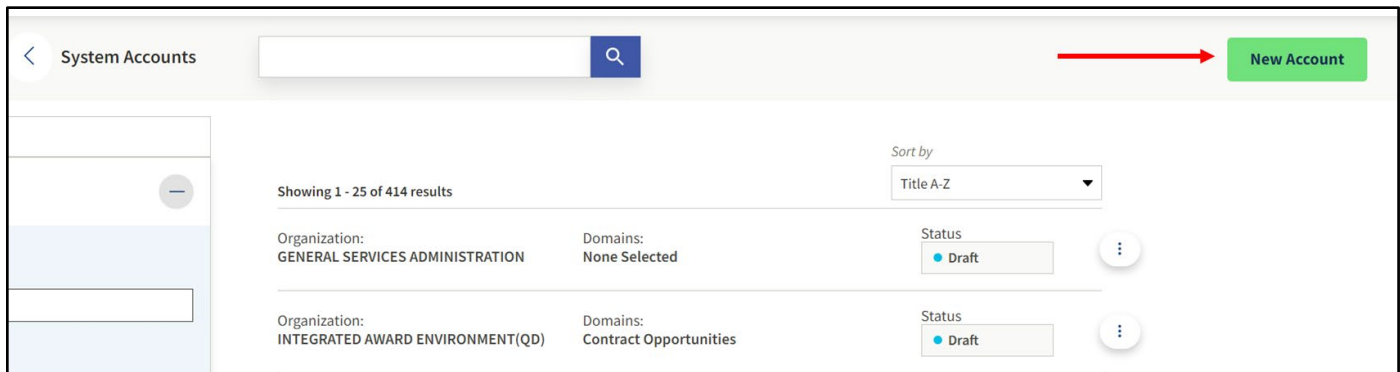 System Accounts
New Account
Sort by
Title A-Z
Showing 1 - 25 of 414 results
Organization: Domains: Status
GENERAL SERVICES ADMINISTRATION None Selected Draft
Organization: Domains: Status
INTEGRATED AWARD ENVIRONMENT(QD) Contract Opportunities Draft